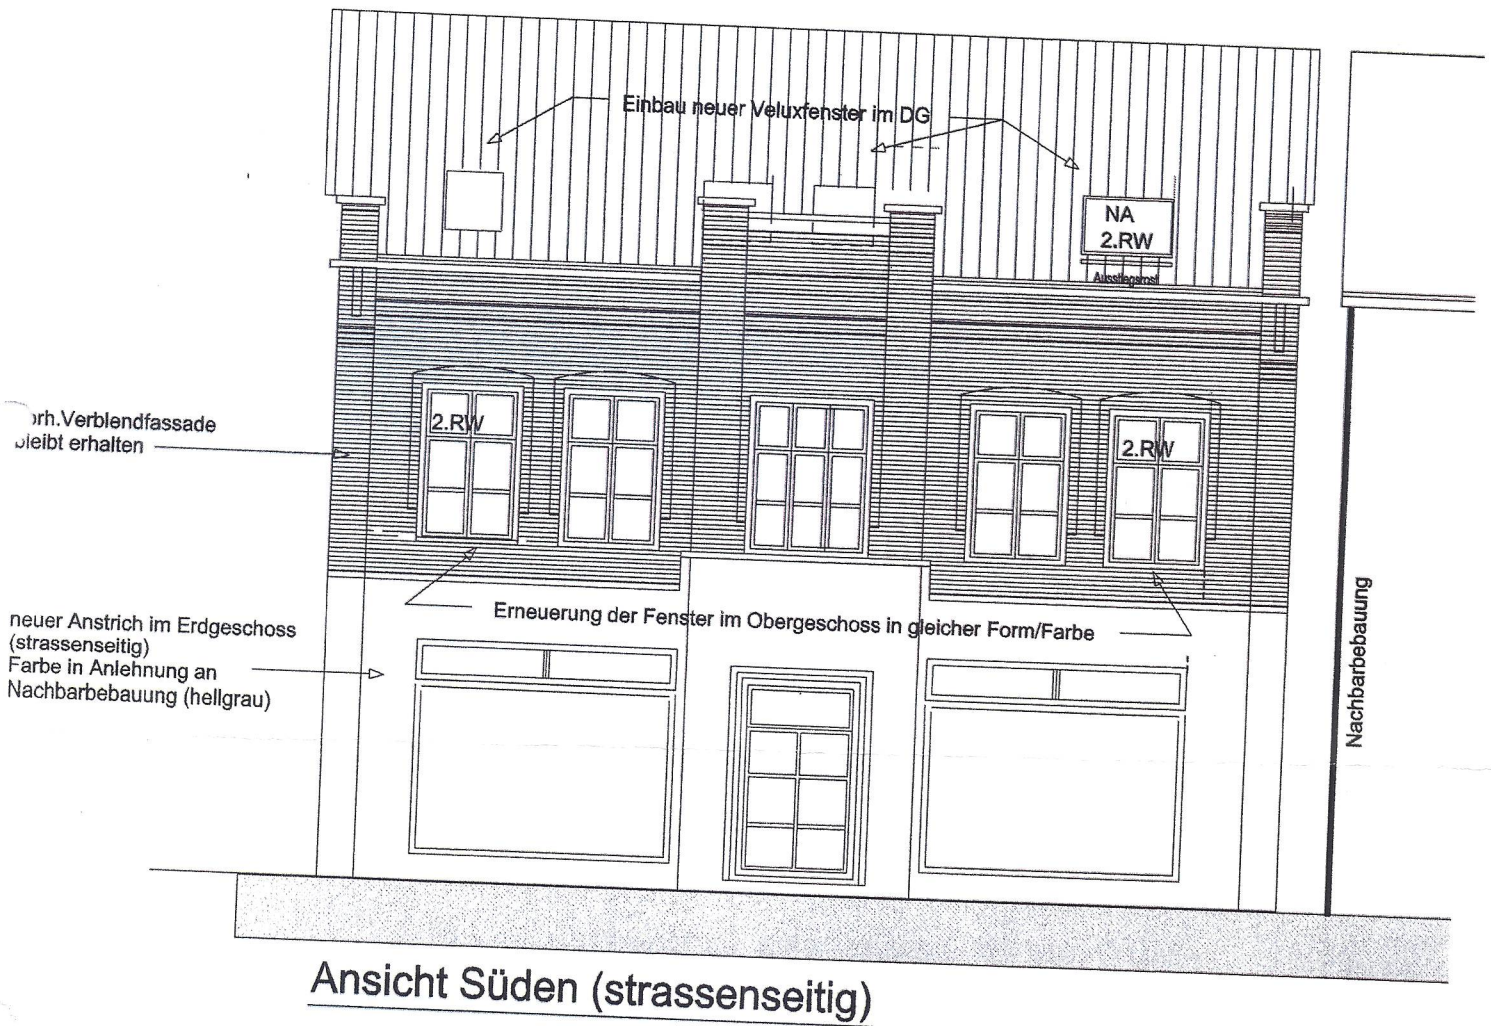 Einbau neuer Veluxfenster im DG
NA
2.RW
Ausstiegsrost
2.RW
2.RW
orh.Verblendfassade
bleibt erhalten
Erneuerung der Fenster im Obergeschoss in gleicher Form/Farbe
neuer Anstrich im Erdgeschoss
(strassenseitig)
Farbe in Anlehnung an
Nachbarbebauung (hellgrau)
Nachbarbebauung
Ansicht Süden (strassenseitig)